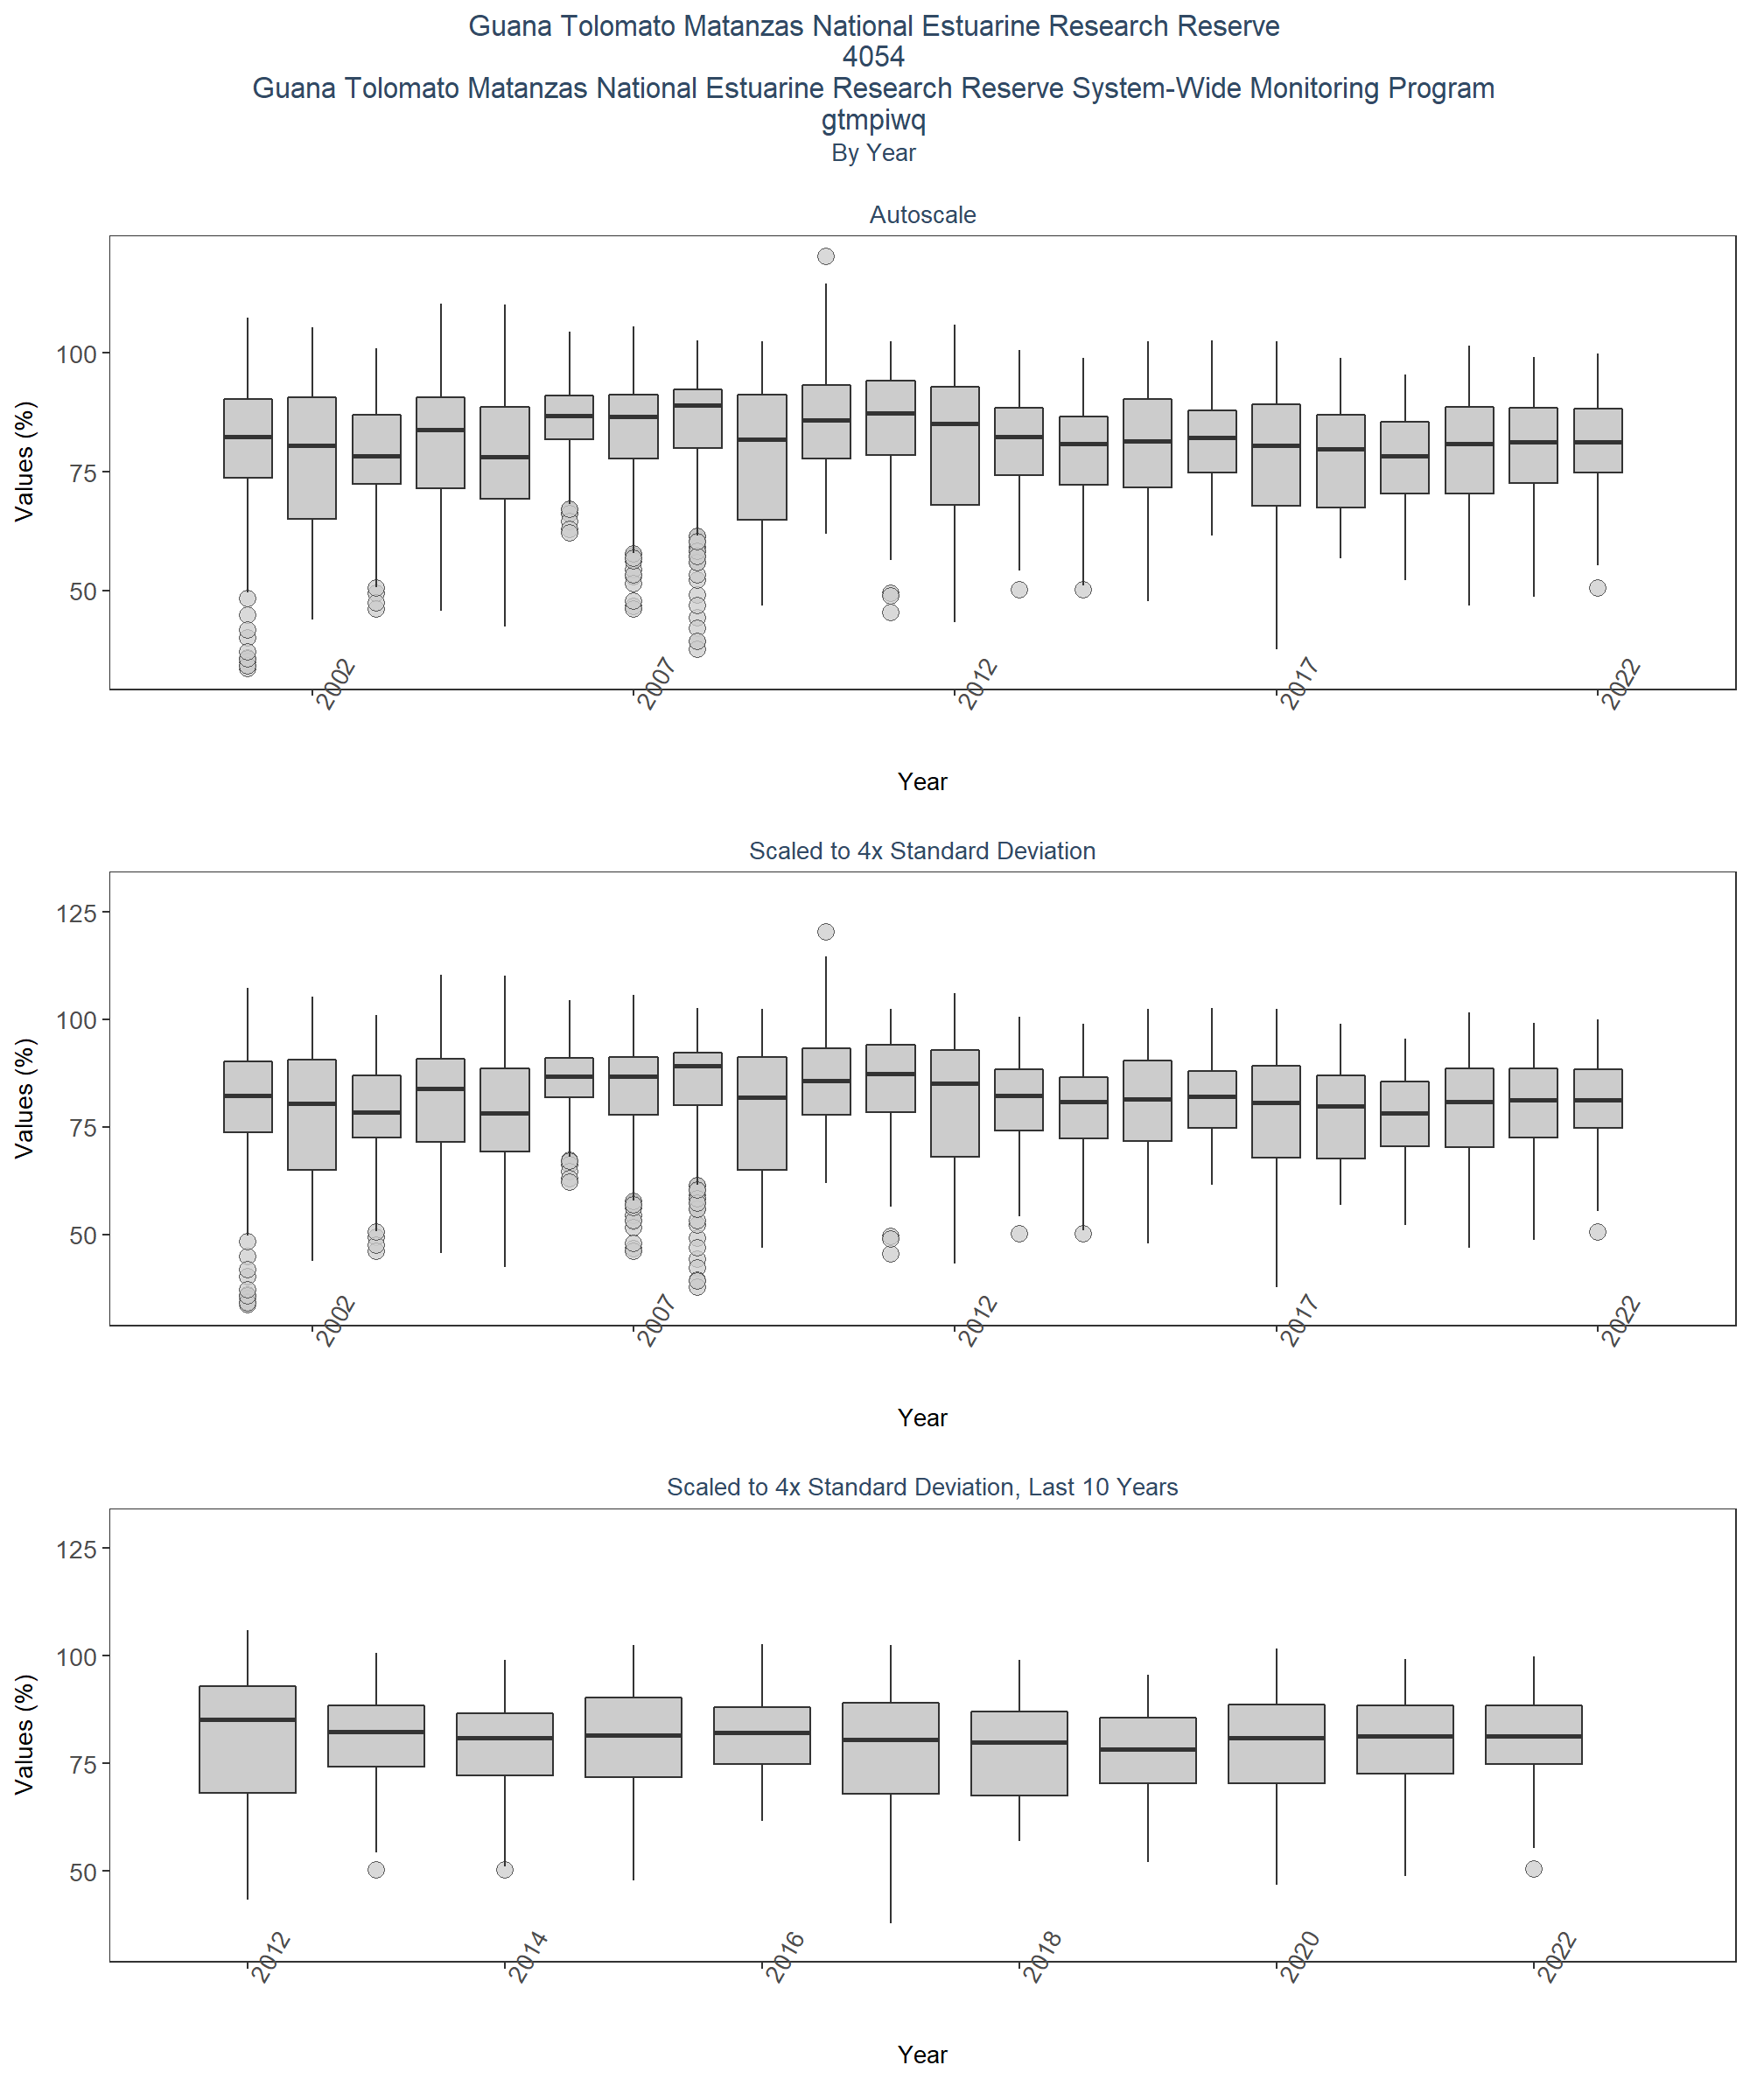 Guana Tolomato Matanzas National Estuarine Research Reserve
4054
Guana Tolomato Matanzas National Estuarine Research Reserve System-Wide Monitoring Program
gtmpiwq
By Year
Autoscale
Values (%)
100
75
50
2002
2007
2012
2017
2022
Year
Scaled to 4x Standard Deviation
Values (%)
125
100
75
50
2002
2007
2012
2017
2022
Year
Scaled to 4x Standard Deviation, Last 10 Years
Values (%)
125
100
75
50
2012
2014
2016
2018
2020
2022
Year